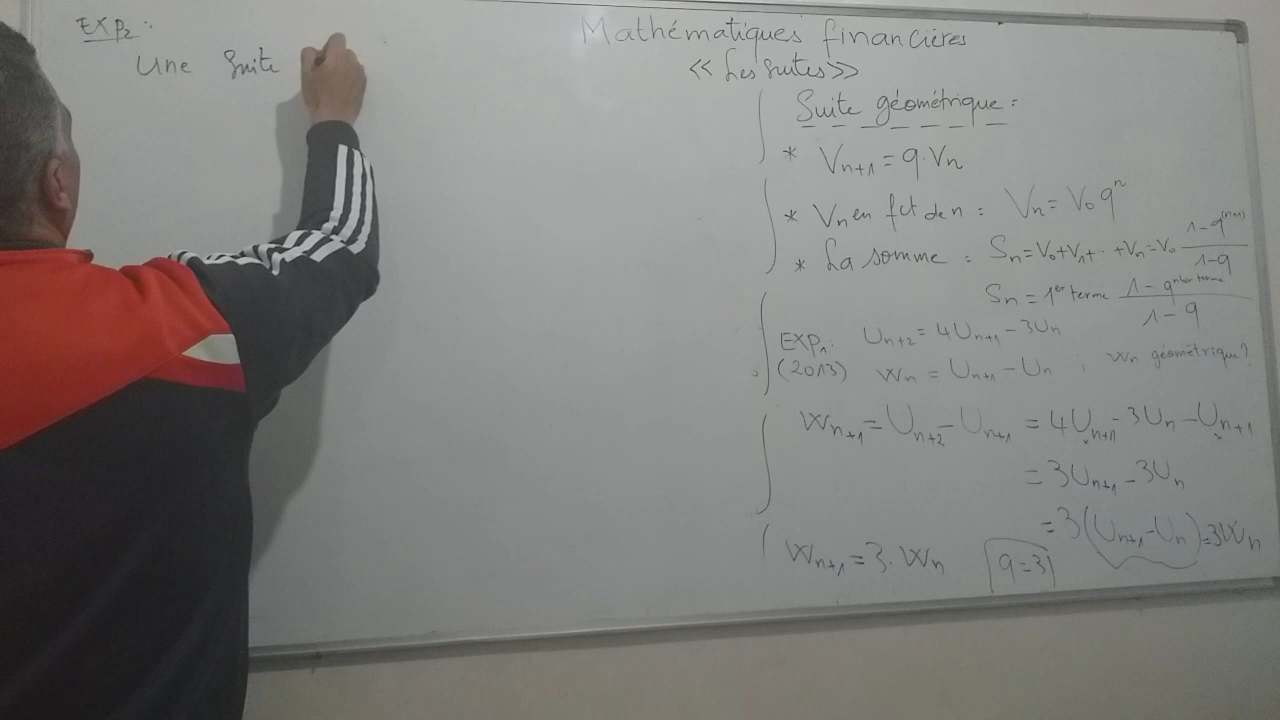 EXP2 :
Une Suite
Mathématiques financières
<< Les suites >>
Suite géométrique :
* Vn+1 = q.Vn
* Vn en fct de n : Vn = V0 q^n
* La somme : Sn = V0+V1+..+Vn = V0 (1-q^(n+1))/(1-q)
Sn = 1er terme (1-q^nber terme)/(1-q)
EXP1: Un+2 = 4Un+1 - 3Un
(2013) Wn = Un+1 - Un ; Wn géométrique?
Wn+1 = Un+2 - Un+1 = 4Un+1 - 3Un - Un+1
= 3Un+1 - 3Un
= 3(Un+1 - Un) = 3Wn
Wn+1 = 3.Wn q=3